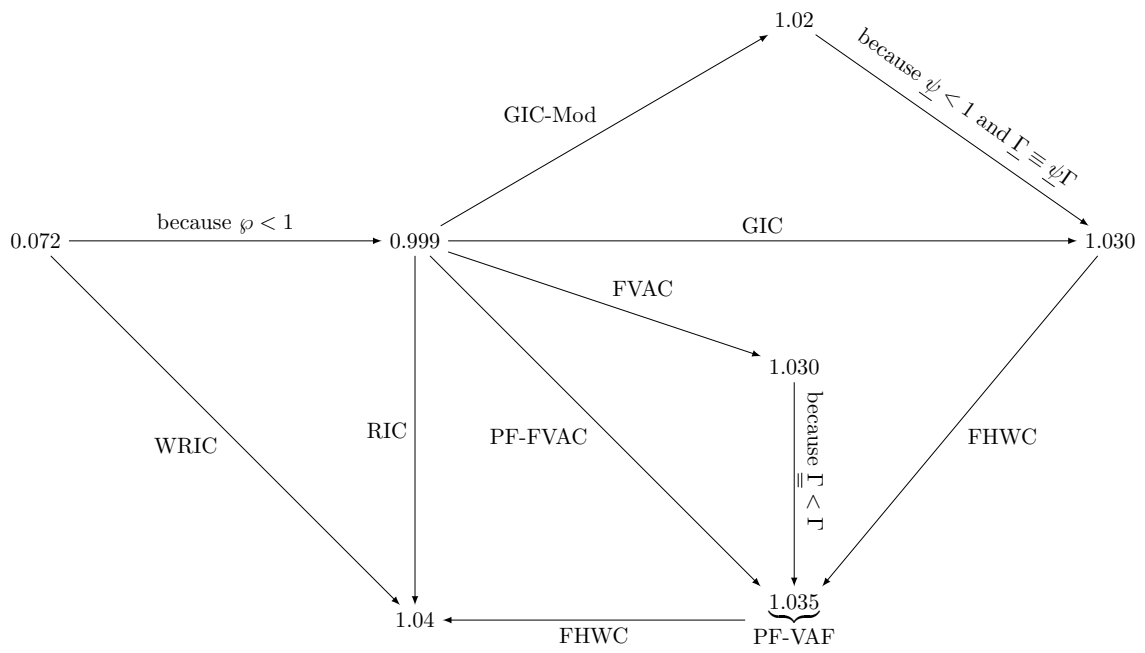 1.02
because ψ̲ < 1 and Γ̲ ≡ ψ̲Γ
GIC-Mod
because ℘ < 1
0.072
0.999
GIC
1.030
FVAC
1.030
because Γ̳ < Γ
WRIC
RIC
PF-FVAC
FHWC
1.035
1.04
FHWC
PF-VAF